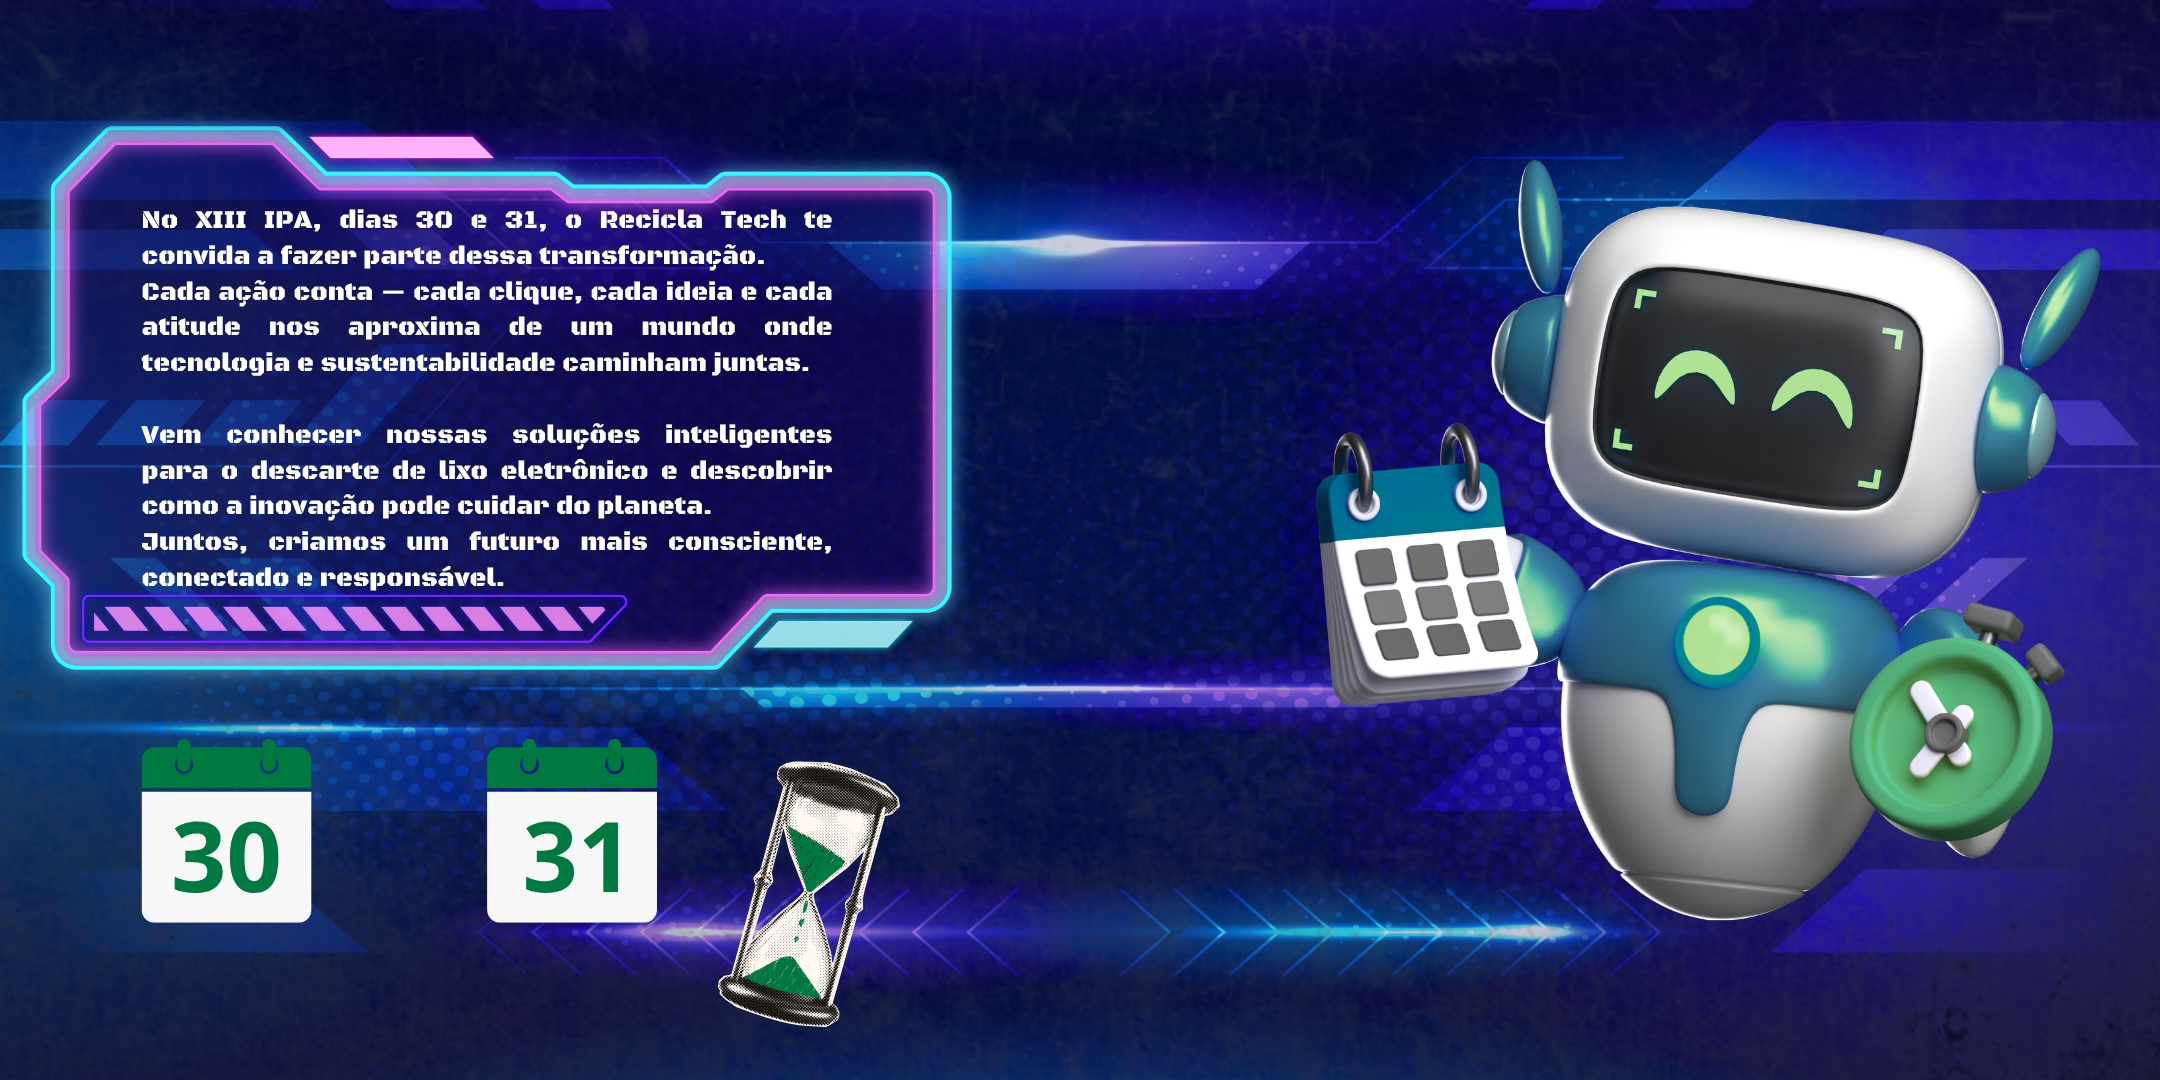 No XIII IPA, dias 30 e 31, o Recicla Tech te
convida a fazer parte dessa transformação.
Cada ação conta — cada clique, cada ideia e cada
atitude nos aproxima de um mundo onde
tecnologia e sustentabilidade caminham juntas.
Vem conhecer nossas soluções inteligentes
para o descarte de lixo eletrônico e descobrir
como a inovação pode cuidar do planeta.
Juntos, criamos um futuro mais consciente,
conectado e responsável.
30
31